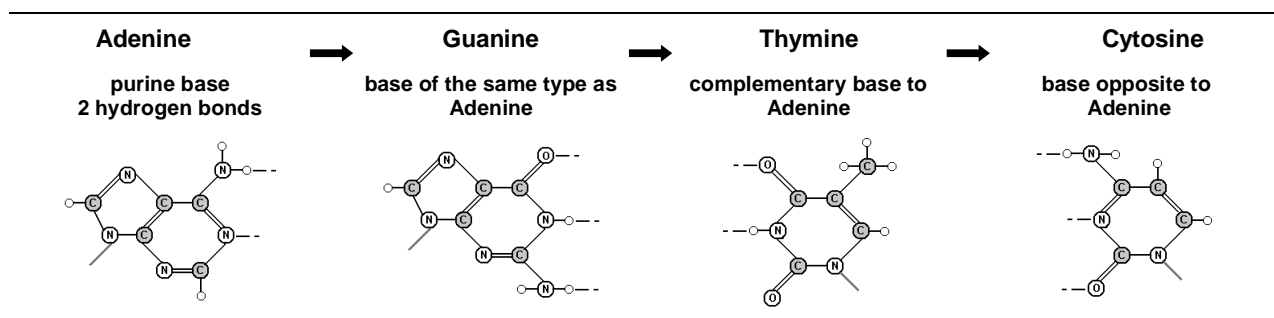 Adenine
Guanine
Thymine
Cytosine
purine base
2 hydrogen bonds
base of the same type as
Adenine
complementary base to
Adenine
base opposite to
Adenine
N
N
C
C
C
C
N
N
N
C
N
O
C
C
C
C
N
N
N
C
N
O
C
C
C
N
C
C
N
O
N
C
C
N
C
C
N
O